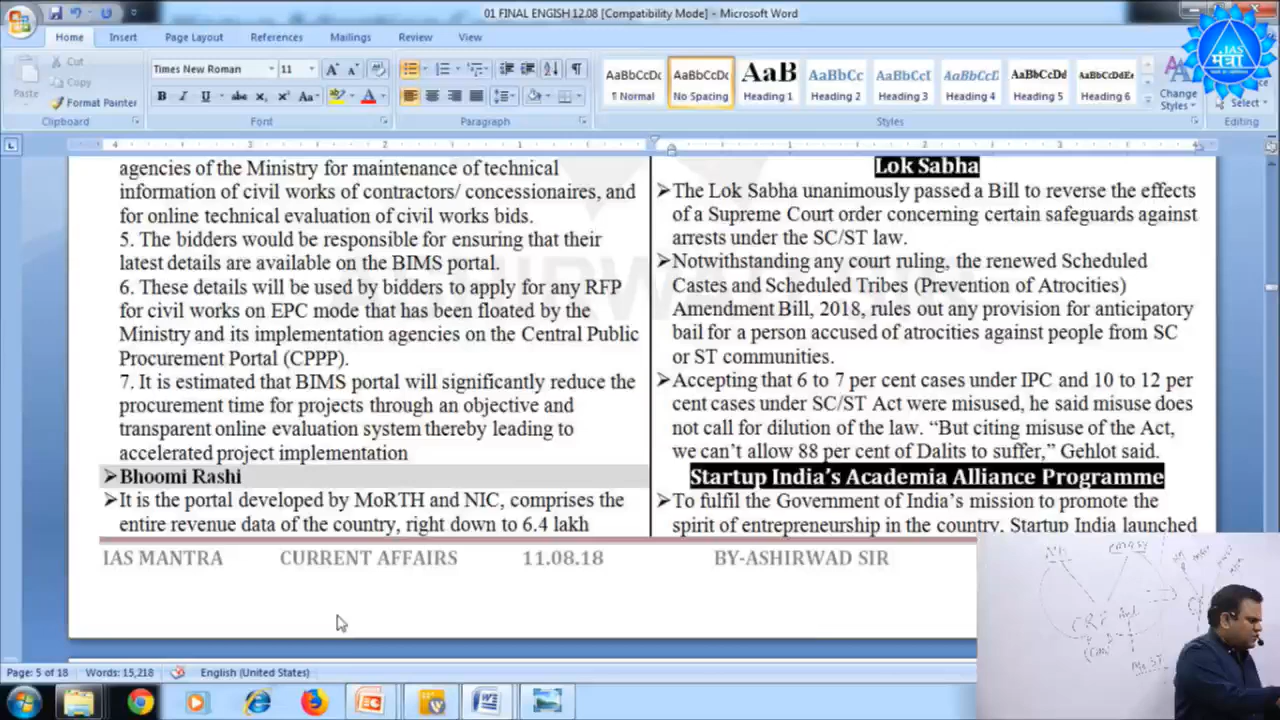 01 FINAL ENGISH 12.08 [Compatibility Mode] - Microsoft Word
Home Insert Page Layout References Mailings Review View
Cut
Copy
Paste
Format Painter
Clipboard
Times New Roman 11
Font
Paragraph
AaBbCcDc AaBbCcDc AaB AaBbCc AaBbCcI AaBbCcI AaBbCcDd AaBbCcDdEe
¶ Normal No Spacing Heading 1 Heading 2 Heading 3 Heading 4 Heading 5 Heading 6
Styles
Change Styles
Select
Editing
IAS
मंत्रा
agencies of the Ministry for maintenance of technical
information of civil works of contractors/ concessionaires, and
for online technical evaluation of civil works bids.
5. The bidders would be responsible for ensuring that their
latest details are available on the BIMS portal.
6. These details will be used by bidders to apply for any RFP
for civil works on EPC mode that has been floated by the
Ministry and its implementation agencies on the Central Public
Procurement Portal (CPPP).
7. It is estimated that BIMS portal will significantly reduce the
procurement time for projects through an objective and
transparent online evaluation system thereby leading to
accelerated project implementation
➢Bhoomi Rashi
➢It is the portal developed by MoRTH and NIC, comprises the
entire revenue data of the country, right down to 6.4 lakh
Lok Sabha
➢The Lok Sabha unanimously passed a Bill to reverse the effects
of a Supreme Court order concerning certain safeguards against
arrests under the SC/ST law.
➢Notwithstanding any court ruling, the renewed Scheduled
Castes and Scheduled Tribes (Prevention of Atrocities)
Amendment Bill, 2018, rules out any provision for anticipatory
bail for a person accused of atrocities against people from SC
or ST communities.
➢Accepting that 6 to 7 per cent cases under IPC and 10 to 12 per
cent cases under SC/ST Act were misused, he said misuse does
not call for dilution of the law. “But citing misuse of the Act,
we can’t allow 88 per cent of Dalits to suffer,” Gehlot said.
Startup India’s Academia Alliance Programme
➢To fulfil the Government of India’s mission to promote the
spirit of entrepreneurship in the country, Startup India launched
ASHIRWAD SIR
IAS MANTRA CURRENT AFFAIRS 11.08.18 BY-ASHIRWAD SIR
CRF And
Page: 5 of 18 Words: 15,218 English (United States)